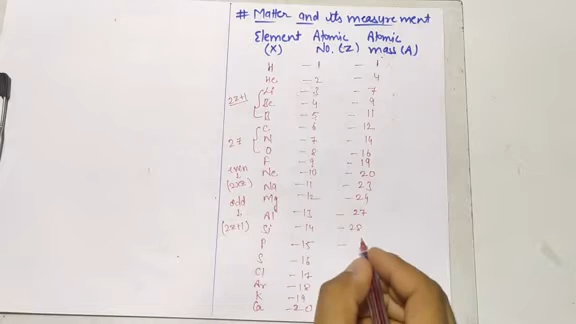 # Matter and its measurement
Element Atomic Atomic
(X) No. (Z) mass (A)
H - 1 - 1
He - 2 - 4
Li - 3 - 7
2z+1 Be - 4 - 9
B - 5 - 11
C - 6 - 12
2z N - 7 - 14
O - 8 - 16
F - 9 - 19
even Ne - 10 - 20
Na - 11 - 23
Mg - 12 - 24
odd Al - 13 - 27
(2z+1) Si - 14 - 28
P - 15 -
S - 16
Cl - 17
Ar - 18
K - 19
Ca - 20